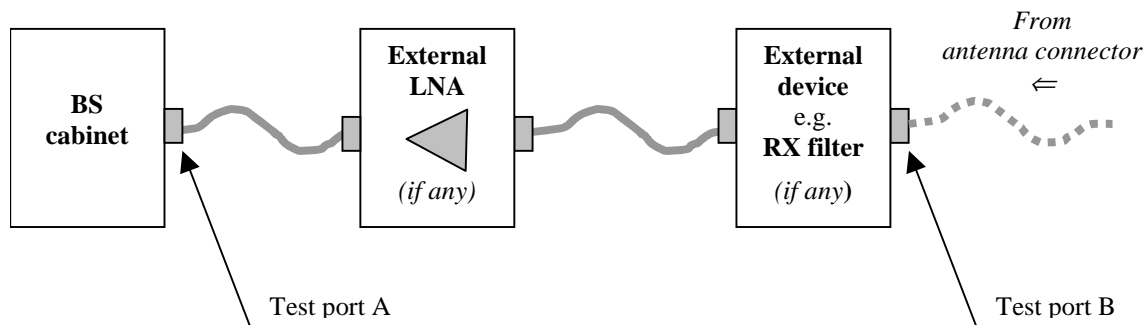 BS
cabinet
External
LNA
(if any)
External
device
e.g.
RX filter
(if any)
From
antenna connector
⇐
Test port A
Test port B